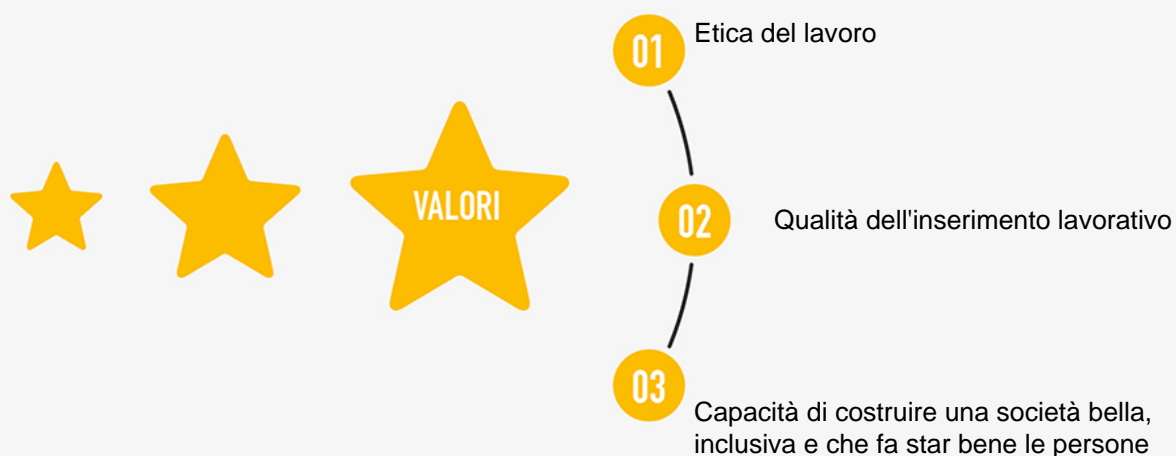 VALORI
01
Etica del lavoro
02
Qualità dell'inserimento lavorativo
03
Capacità di costruire una società bella,
inclusiva e che fa star bene le persone